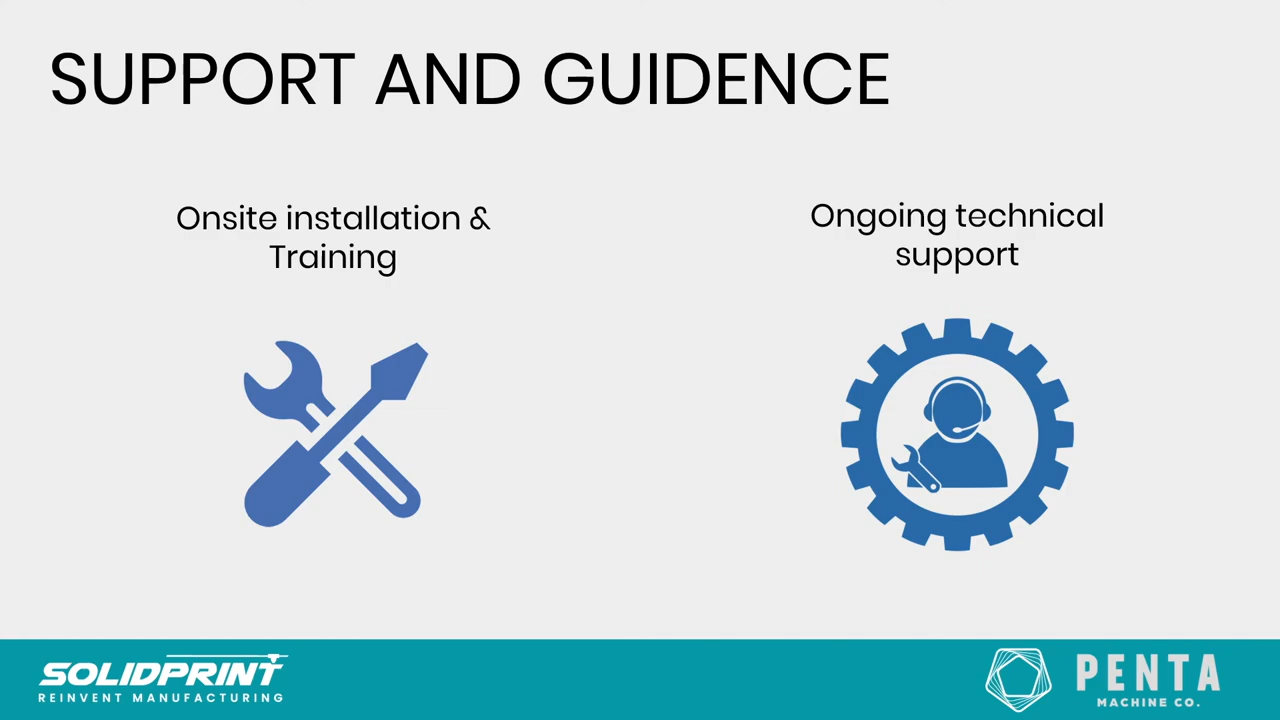 SUPPORT AND GUIDENCE
Onsite installation &
Training
Ongoing technical
support
SOLIDPRINT
REINVENT MANUFACTURING
PENTA
MACHINE CO.